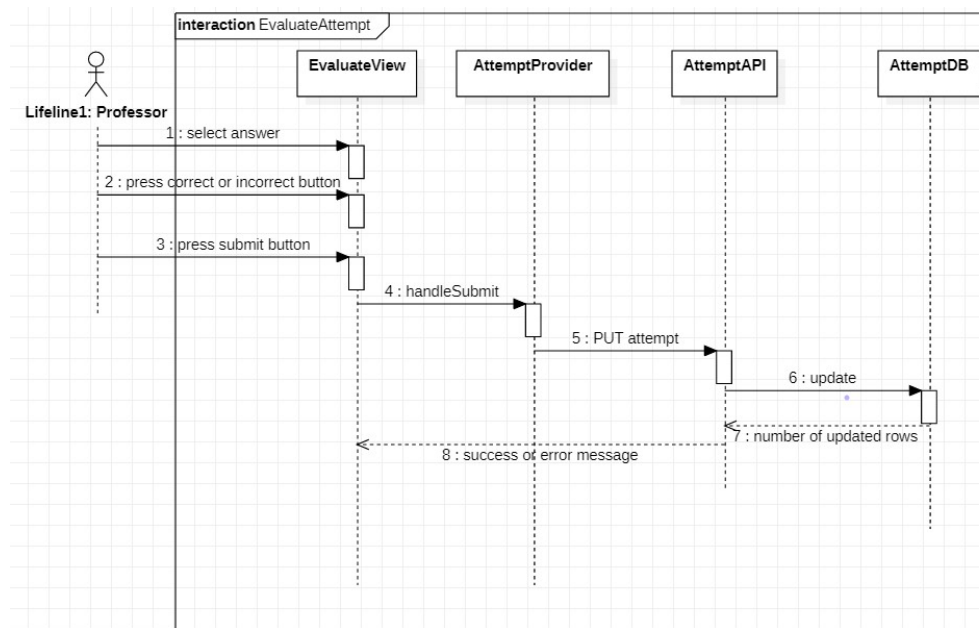 interaction EvaluateAttempt
EvaluateView
AttemptProvider
AttemptAPI
AttemptDB
Lifeline1: Professor
1 : select answer
2 : press correct or incorrect button
3 : press submit button
4 : handleSubmit
5 : PUT attempt
6 : update
7 : number of updated rows
8 : success or error message